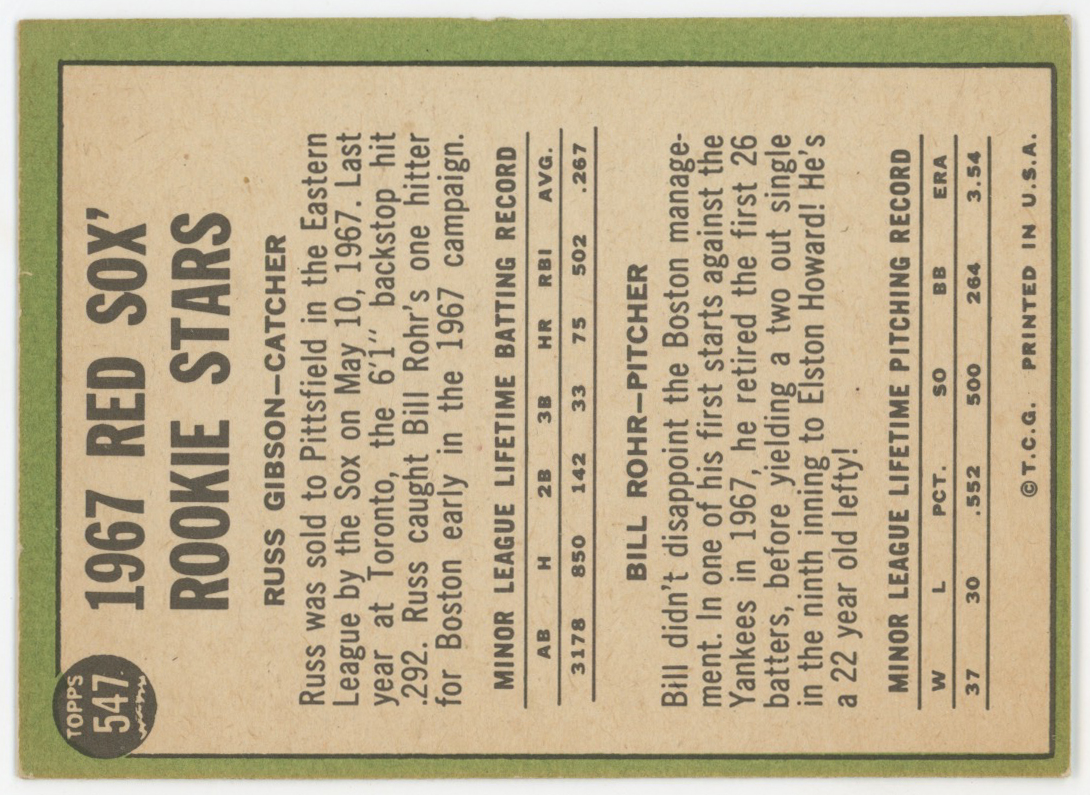 TOPPS
547
1967 RED SOX'
ROOKIE STARS
RUSS GIBSON—CATCHER
Russ was sold to Pittsfield in the Eastern
League by the Sox on May 10, 1967. Last
year at Toronto, the 6'1" backstop hit
.292. Russ caught Bill Rohr's one hitter
for Boston early in the 1967 campaign.
MINOR LEAGUE LIFETIME BATTING RECORD
AB H 2B 3B HR RBI AVG.
3178 850 142 33 75 502 .267
BILL ROHR—PITCHER
Bill didn't disappoint the Boston manage-
ment. In one of his first starts against the
Yankees in 1967, he retired the first 26
batters, before yielding a two out single
in the ninth inning to Elston Howard! He's
a 22 year old lefty!
MINOR LEAGUE LIFETIME PITCHING RECORD
W L PCT. SO BB ERA
37 30 .552 500 264 3.54
© T.C.G. PRINTED IN U.S.A.